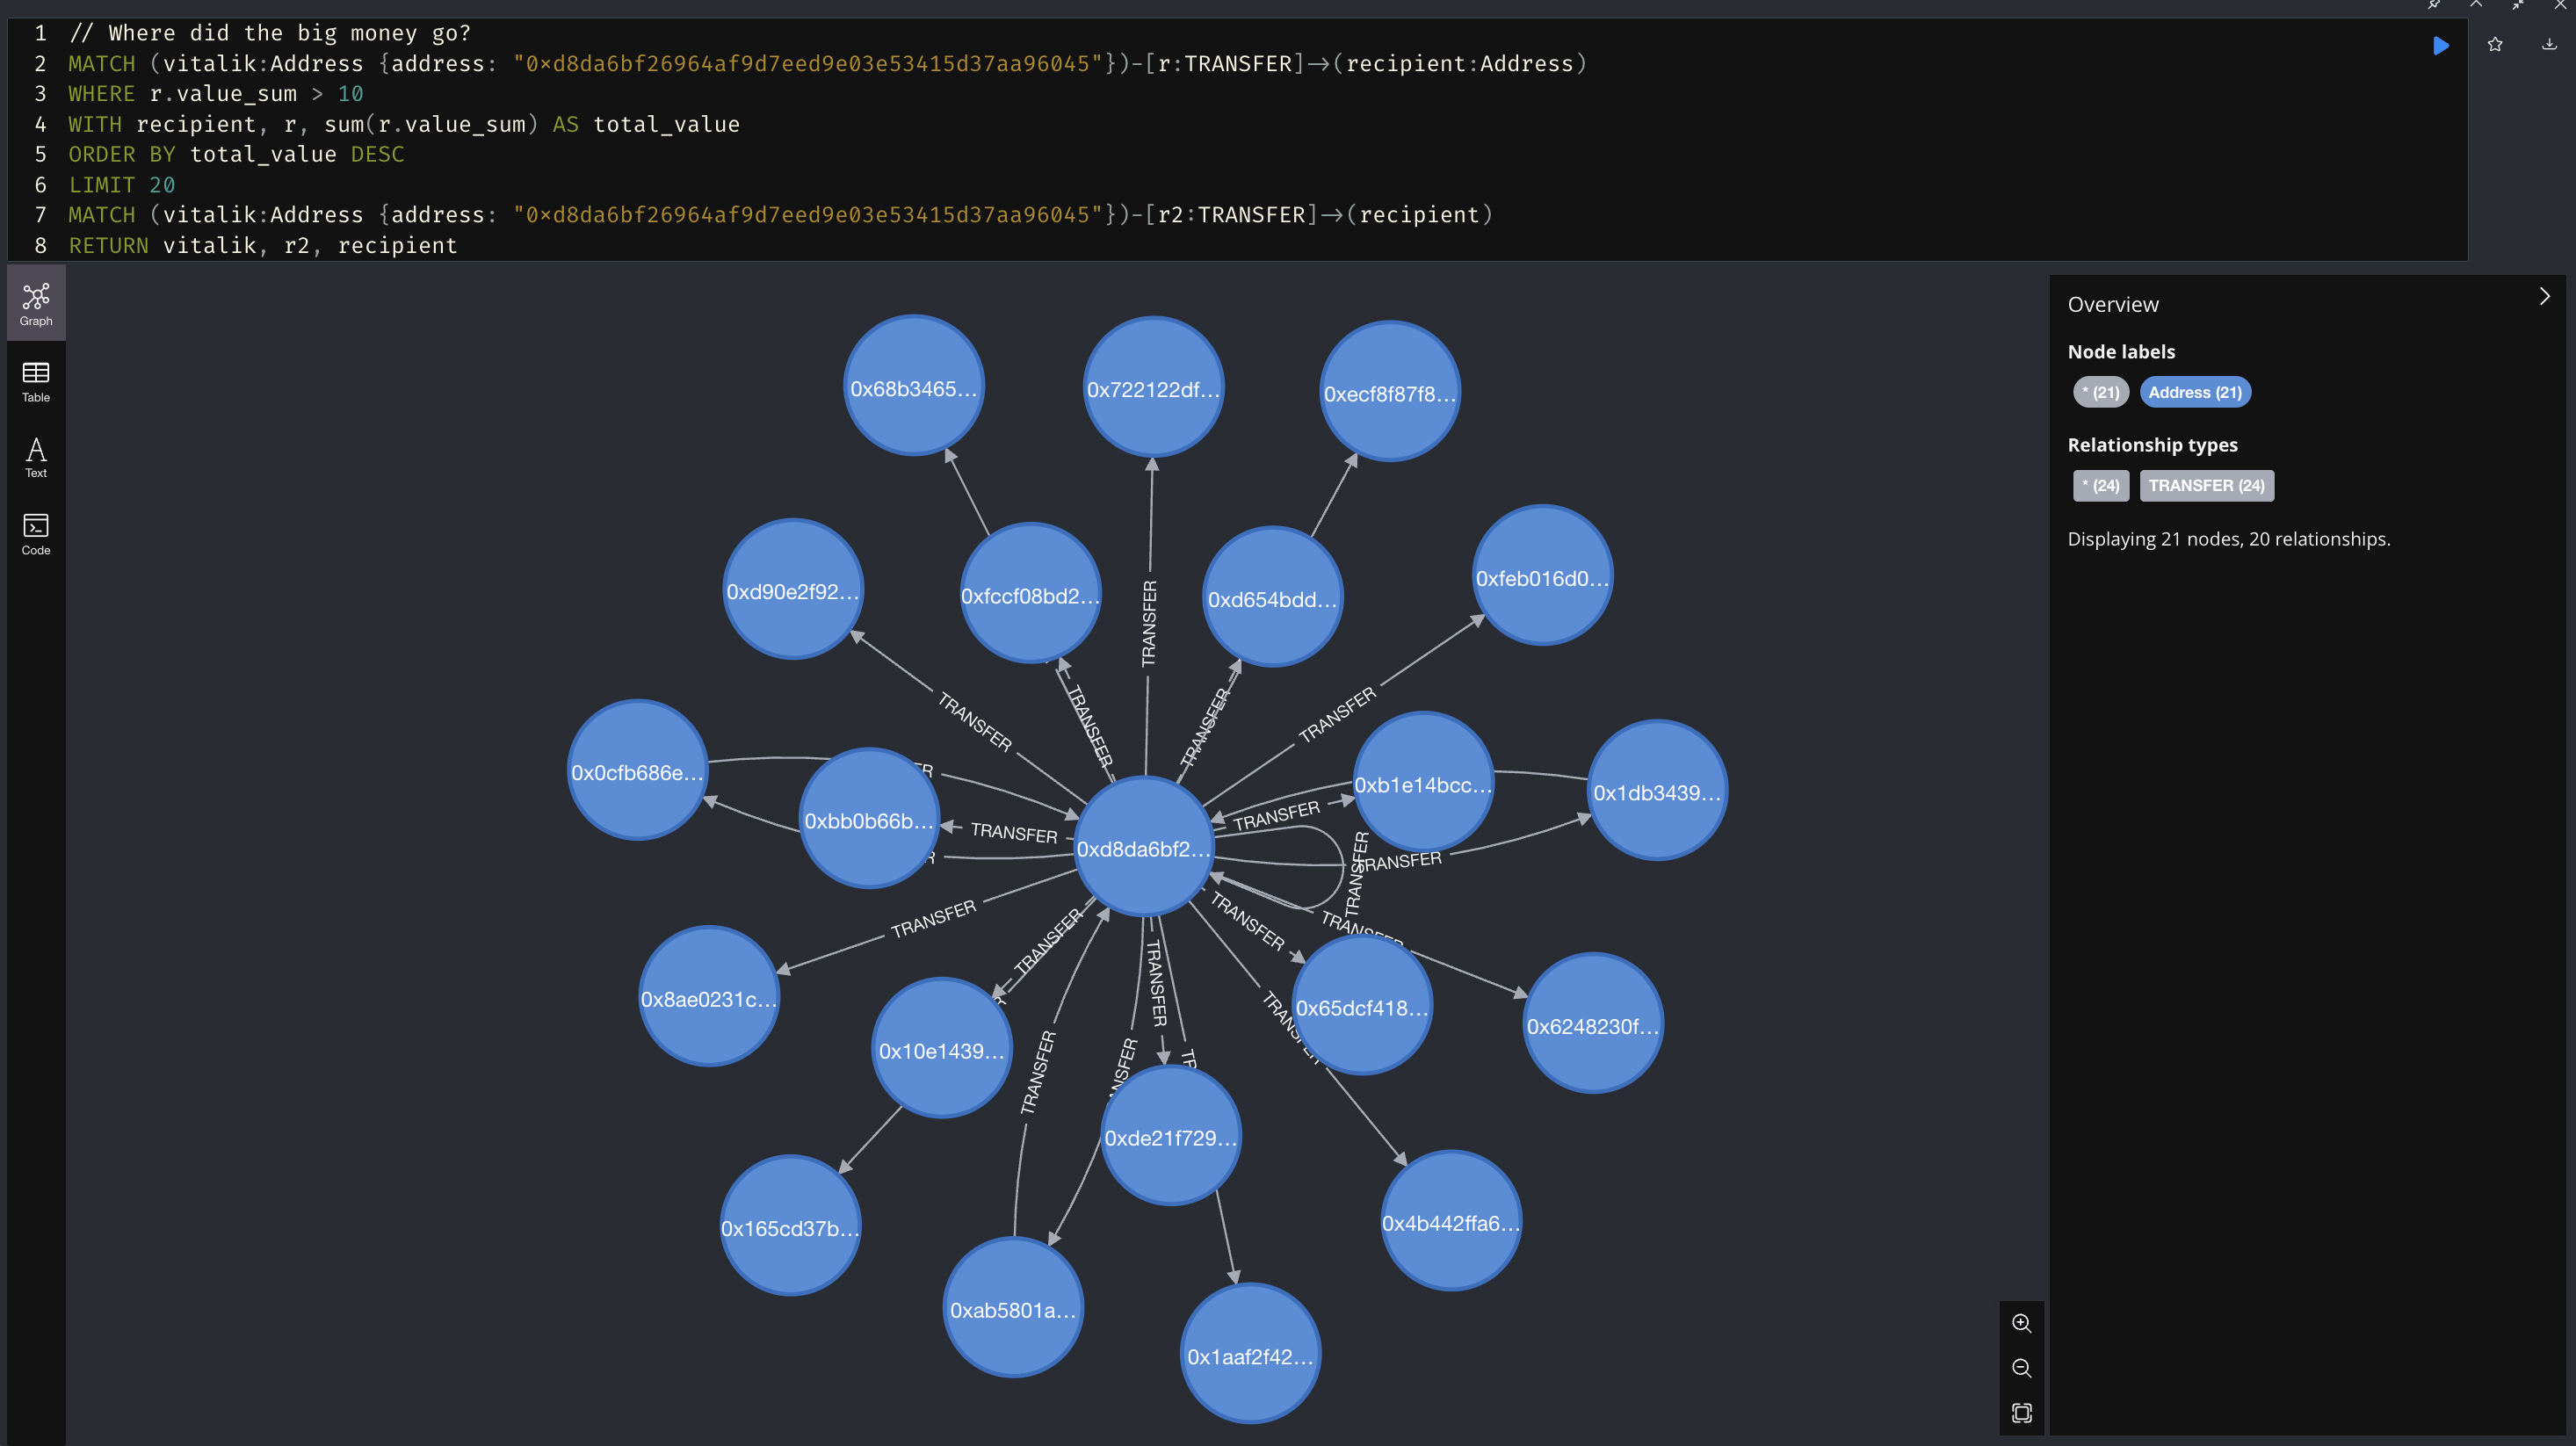 1 // Where did the big money go?
2 MATCH (vitalik:Address {address: "0×d8da6bf26964af9d7eed9e03e53415d37aa96045"})-[r:TRANSFER]→(recipient:Address)
3 WHERE r.value_sum > 10
4 WITH recipient, r, sum(r.value_sum) AS total_value
5 ORDER BY total_value DESC
6 LIMIT 20
7 MATCH (vitalik:Address {address: "0×d8da6bf26964af9d7eed9e03e53415d37aa96045"})-[r2:TRANSFER]→(recipient)
8 RETURN vitalik, r2, recipient
Graph
Table
Text
Code
0x68b3465...
0x722122df...
0xecf8f87f8...
0xd90e2f92...
0xfccf08bd2...
0xd654bdd...
0xfeb016d0...
TRANSFER
TRANSFER
TRANSFER
TRANSFER
TRANSFER
0x0cfb686e...
0xbb0b66b...
TRANSFER
0xd8da6bf2...
TRANSFER
0xb1e14bcc...
0x1db3439...
TRANSFER
TRANSFER
TRANSFER
TRANSFER
TRANSFER
TRANSFER
TRANSFER
0x8ae0231c...
0x10e1439...
0x65dcf418...
0x6248230f...
TRANSFER
TRANSFER
0xde21f729...
0x165cd37b...
0xab5801a...
0x1aaf2f42...
0x4b442ffa6...
Overview
Node labels
* (21) Address (21)
Relationship types
* (24) TRANSFER (24)
Displaying 21 nodes, 20 relationships.